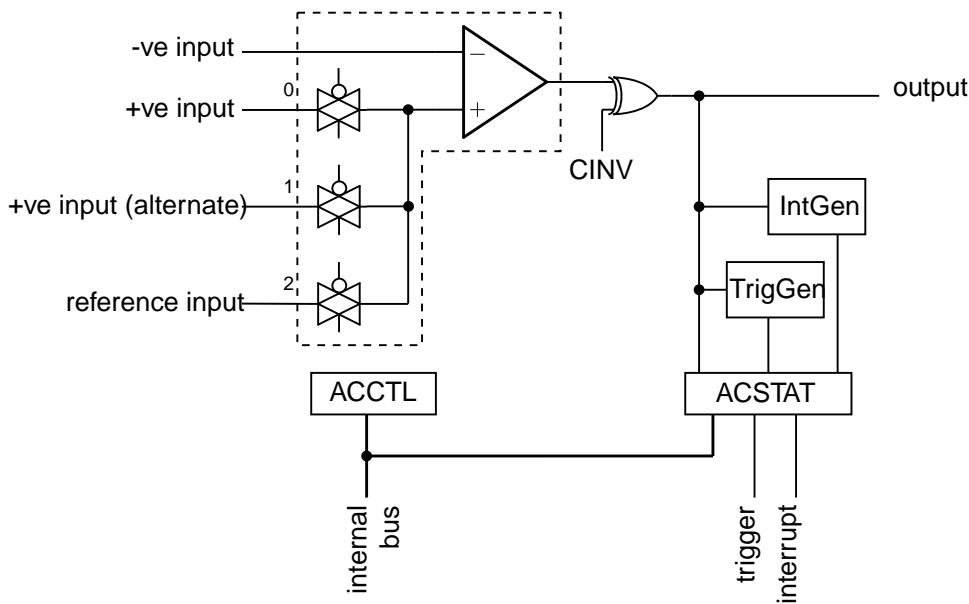 -ve input
−
output
0
+ve input
+
CINV
1
+ve input (alternate)
IntGen
2
reference input
TrigGen
ACCTL
ACSTAT
internal
bus
trigger
interrupt